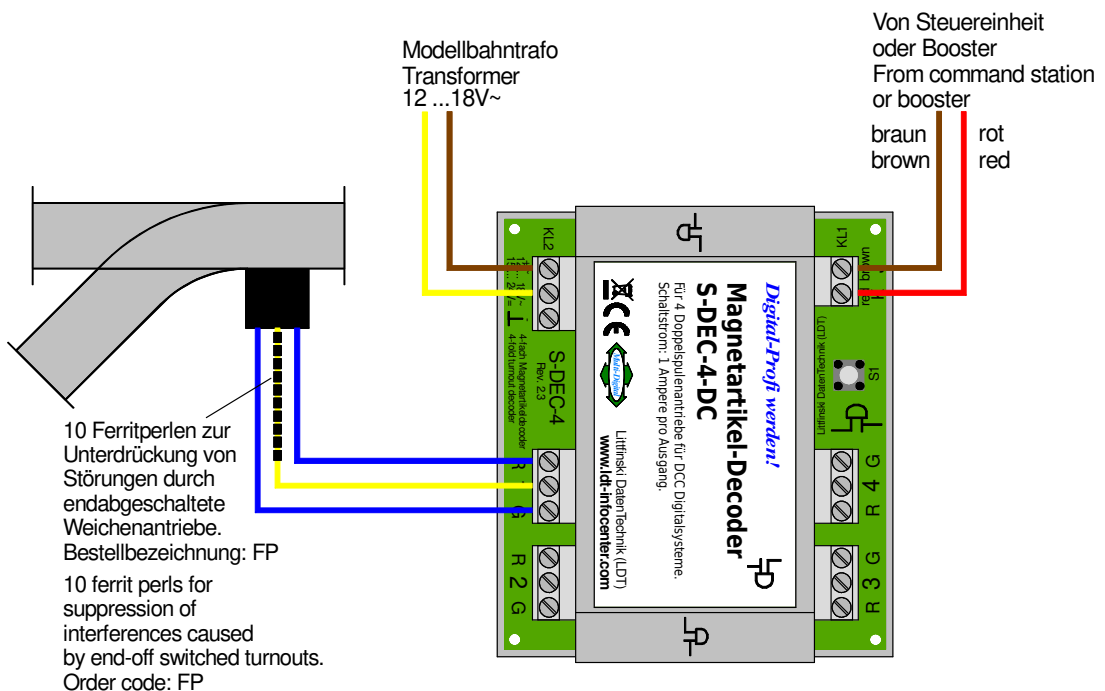 Modellbahntrafo
Transformer
12 ...18V~
Von Steuereinheit
oder Booster
From command station
or booster
braun
brown
rot
red
10 Ferritperlen zur
Unterdrückung von
Störungen durch
endabgeschaltete
Weichenantriebe.
Bestellbezeichnung: FP
10 ferrit perls for
suppression of
interferences caused
by end-off switched turnouts.
Order code: FP
KL2
S-DEC-4
Rev. 2.3
4-fach Magnetartikeldecoder
4-fold turnout decoder
R
G
R 2 G
Digital-Profi werden!
Magnetartikel-Decoder
S-DEC-4-DC
Für 4 Doppelspulenantriebe für DCC Digitalsysteme.
Schaltstrom: 1 Ampere pro Ausgang.
CE
Multi-Digital
Littfinski DatenTechnik (LDT)
www.ldt-infocenter.com
KL1
red brown
S1
Littfinski DatenTechnik (LDT)
R 4 G
R 3 G